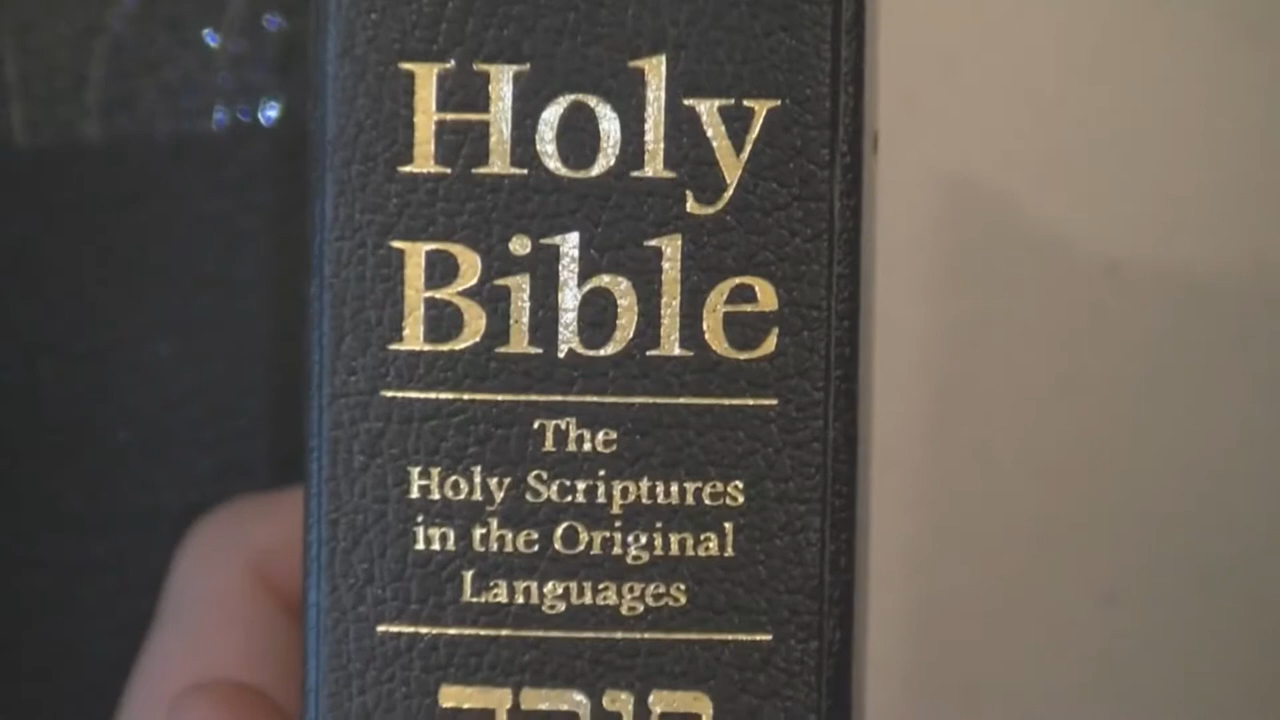 Holy
Bible
The
Holy Scriptures
in the Original
Languages